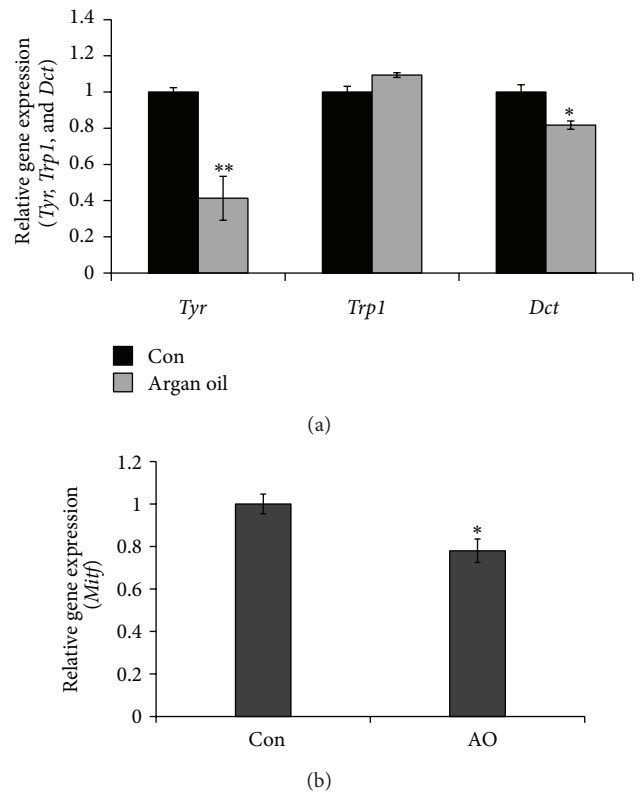 Relative gene expression
(Tyr, Trp1, and Dct)
1.4
1.2
1
0.8
0.6
0.4
0.2
0
**
*
Tyr
Trp1
Dct
Con
Argan oil
(a)
Relative gene expression
(Mitf)
1.2
1
0.8
0.6
0.4
0.2
0
*
Con
AO
(b)